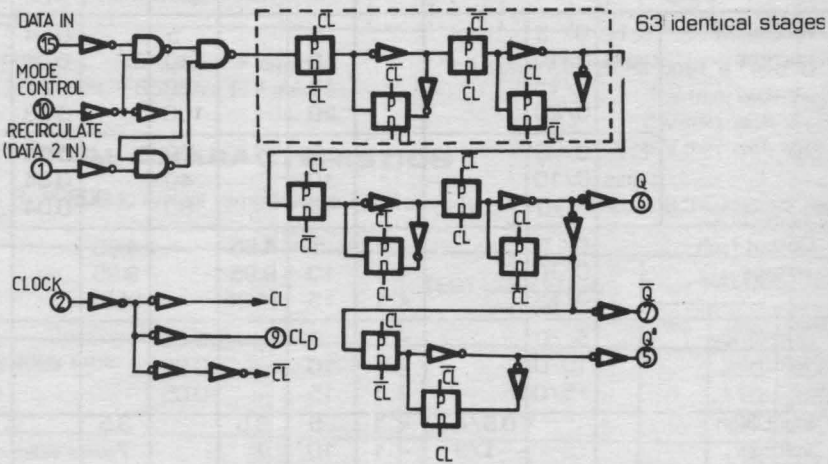 DATA IN
15
MODE
CONTROL
10
RECIRCULATE
(DATA 2 IN)
1
CL
p
n
CL
CL
p
n
CL
CL
p
n
CL
p
n
CL
63 identical stages
CL
p
n
CL
CL
p
n
CL
CL
p
n
CL
CL
p
n
CL
Q
6
CLOCK
2
CL
9
CLD
CL
CL
p
n
CL
CL
p
n
CL
Q
7
Q'
5